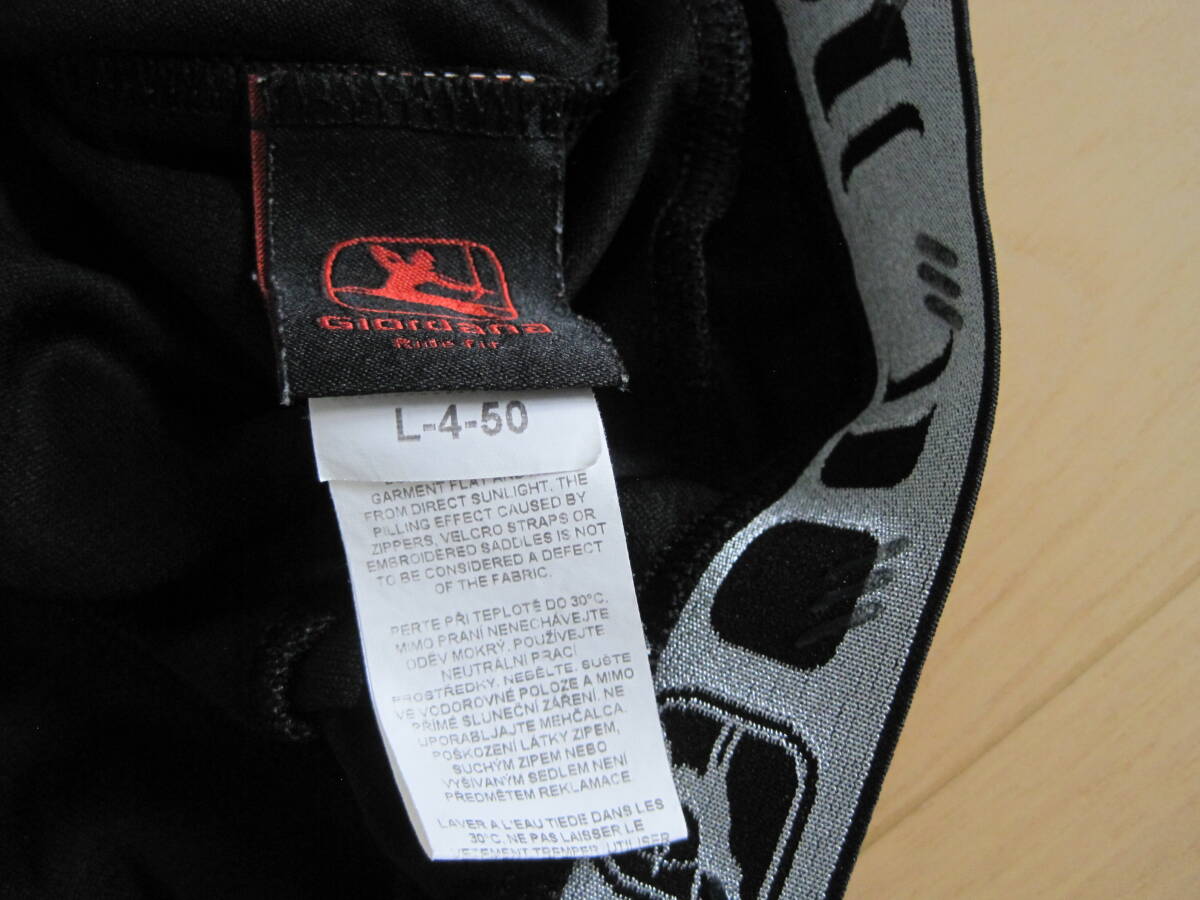 Giordana
Ride fit
L-4-50
GARMENT FLAT
FROM DIRECT SUNLIGHT. THE
PILLING EFFECT CAUSED BY
ZIPPERS, VELCRO STRAPS OR
EMBROIDERED SADDLES IS NOT
TO BE CONSIDERED A DEFECT
OF THE FABRIC.
PERTE PŘI TEPLOTĚ DO 30°C.
MIMO PRANÍ NENECHÁVEJTE
ODĚV MOKRÝ. POUŽÍVEJTE
NEUTRÁLNÍ PRACÍ
PROSTŘEDKY. NEBĚLTE. SUŠTE
VE VODOROVNÉ POLOZE A MIMO
PŘÍMÉ SLUNEČNÍ ZÁŘENÍ. NE
UPORABLJAJTE MEHČALCA.
POŠKOZENÍ LÁTKY ZIPEM,
SUCHÝM ZIPEM NEBO
VYŠÍVANÝM SEDLEM NENÍ
PŘEDMĚTEM REKLAMACE.
LAVER A L'EAU TIEDE DANS LES
30°C. NE PAS LAISSER LE
VEZEMENT TREMPER. UTILISER